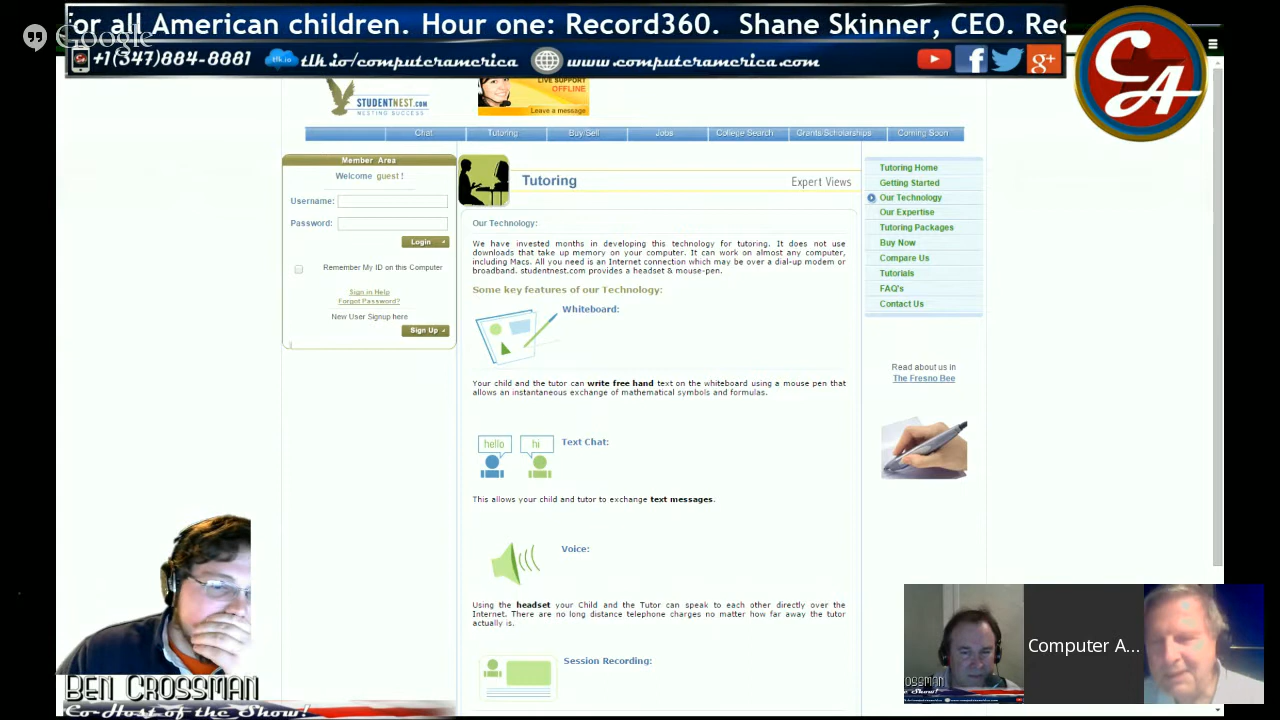 for all American children. Hour one: Record360. Shane Skinner, CEO. Rec
Google
+1(347)884-8881 tlk.io/computeramerica www.computeramerica.com
CA
STUDENTNEST.COM
NESTING SUCCESS
LIVE SUPPORT
OFFLINE
Leave a message
Chat Tutoring Buy/Sell Jobs College Search Grants/Scholarships Coming Soon
Member Area
Welcome guest !
Username:
Password:
Login
Remember My ID on this Computer
Sign in Help
Forgot Password?
New User Signup here
Sign Up
Tutoring
Expert Views
Our Technology:
We have invested months in developing this technology for tutoring. It does not use
downloads that take up memory on your computer. It can work on almost any computer,
including Macs. All you need is an Internet connection which may be over a dial-up modem or
broadband. studentnest.com provides a headset & mouse-pen.
Some key features of our Technology:
Whiteboard:
Your child and the tutor can write free hand text on the whiteboard using a mouse pen that
allows an instantaneous exchange of mathematical symbols and formulas.
hello hi
Text Chat:
This allows your child and tutor to exchange text messages.
Voice:
Using the headset your Child and the Tutor can speak to each other directly over the
Internet. There are no long distance telephone charges no matter how far away the tutor
actually is.
Session Recording:
Tutoring Home
Getting Started
Our Technology
Our Expertise
Tutoring Packages
Buy Now
Compare Us
Tutorials
FAQ's
Contact Us
Read about us in
The Fresno Bee
Ben Crossman
Co-Host of the Show!
Computer A...